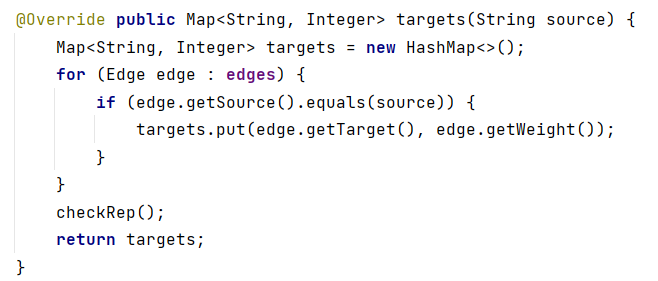 @Override public Map<String, Integer> targets(String source) {
    Map<String, Integer> targets = new HashMap<>();
    for (Edge edge : edges) {
        if (edge.getSource().equals(source)) {
            targets.put(edge.getTarget(), edge.getWeight());
        }
    }
    checkRep();
    return targets;
}